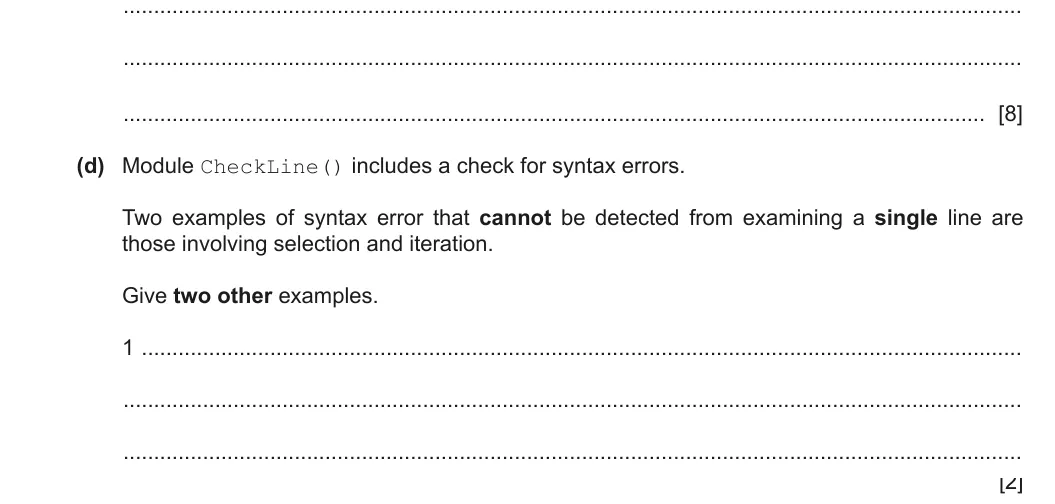 [8]
(d) Module CheckLine() includes a check for syntax errors.
Two examples of syntax error that cannot be detected from examining a single line are
those involving selection and iteration.
Give two other examples.
1
[2]